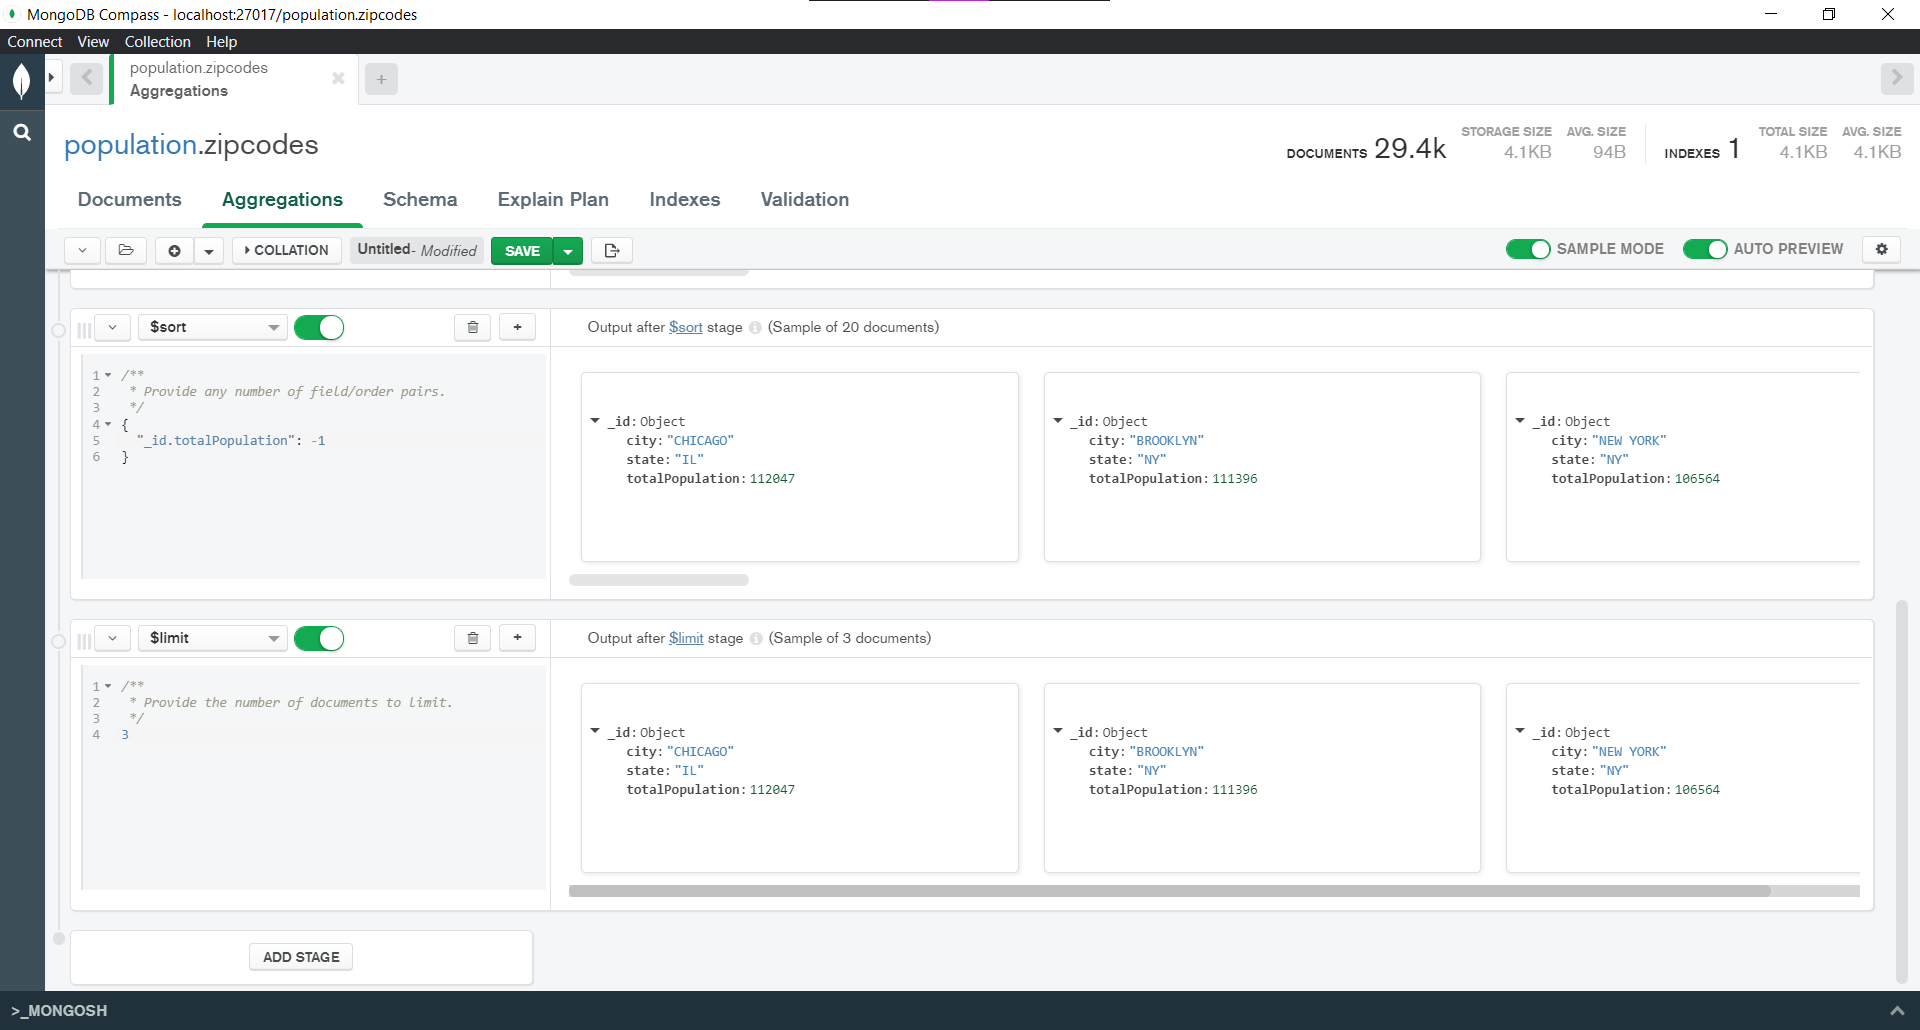 MongoDB Compass - localhost:27017/population.zipcodes
Connect View Collection Help
population.zipcodes
Aggregations
population.zipcodes
DOCUMENTS 29.4k
STORAGE SIZE
4.1KB
AVG. SIZE
94B
INDEXES 1
TOTAL SIZE
4.1KB
AVG. SIZE
4.1KB
Documents Aggregations Schema Explain Plan Indexes Validation
COLLATION Untitled- Modified SAVE SAMPLE MODE AUTO PREVIEW
$sort
Output after $sort stage (Sample of 20 documents)
1 /**
2 * Provide any number of field/order pairs.
3 */
4 {
5 "_id.totalPopulation": -1
6 }
_id: Object
city: "CHICAGO"
state: "IL"
totalPopulation: 112047
_id: Object
city: "BROOKLYN"
state: "NY"
totalPopulation: 111396
_id: Object
city: "NEW YORK"
state: "NY"
totalPopulation: 106564
$limit
Output after $limit stage (Sample of 3 documents)
1 /**
2 * Provide the number of documents to limit.
3 */
4 3
_id: Object
city: "CHICAGO"
state: "IL"
totalPopulation: 112047
_id: Object
city: "BROOKLYN"
state: "NY"
totalPopulation: 111396
_id: Object
city: "NEW YORK"
state: "NY"
totalPopulation: 106564
ADD STAGE
>_MONGOSH